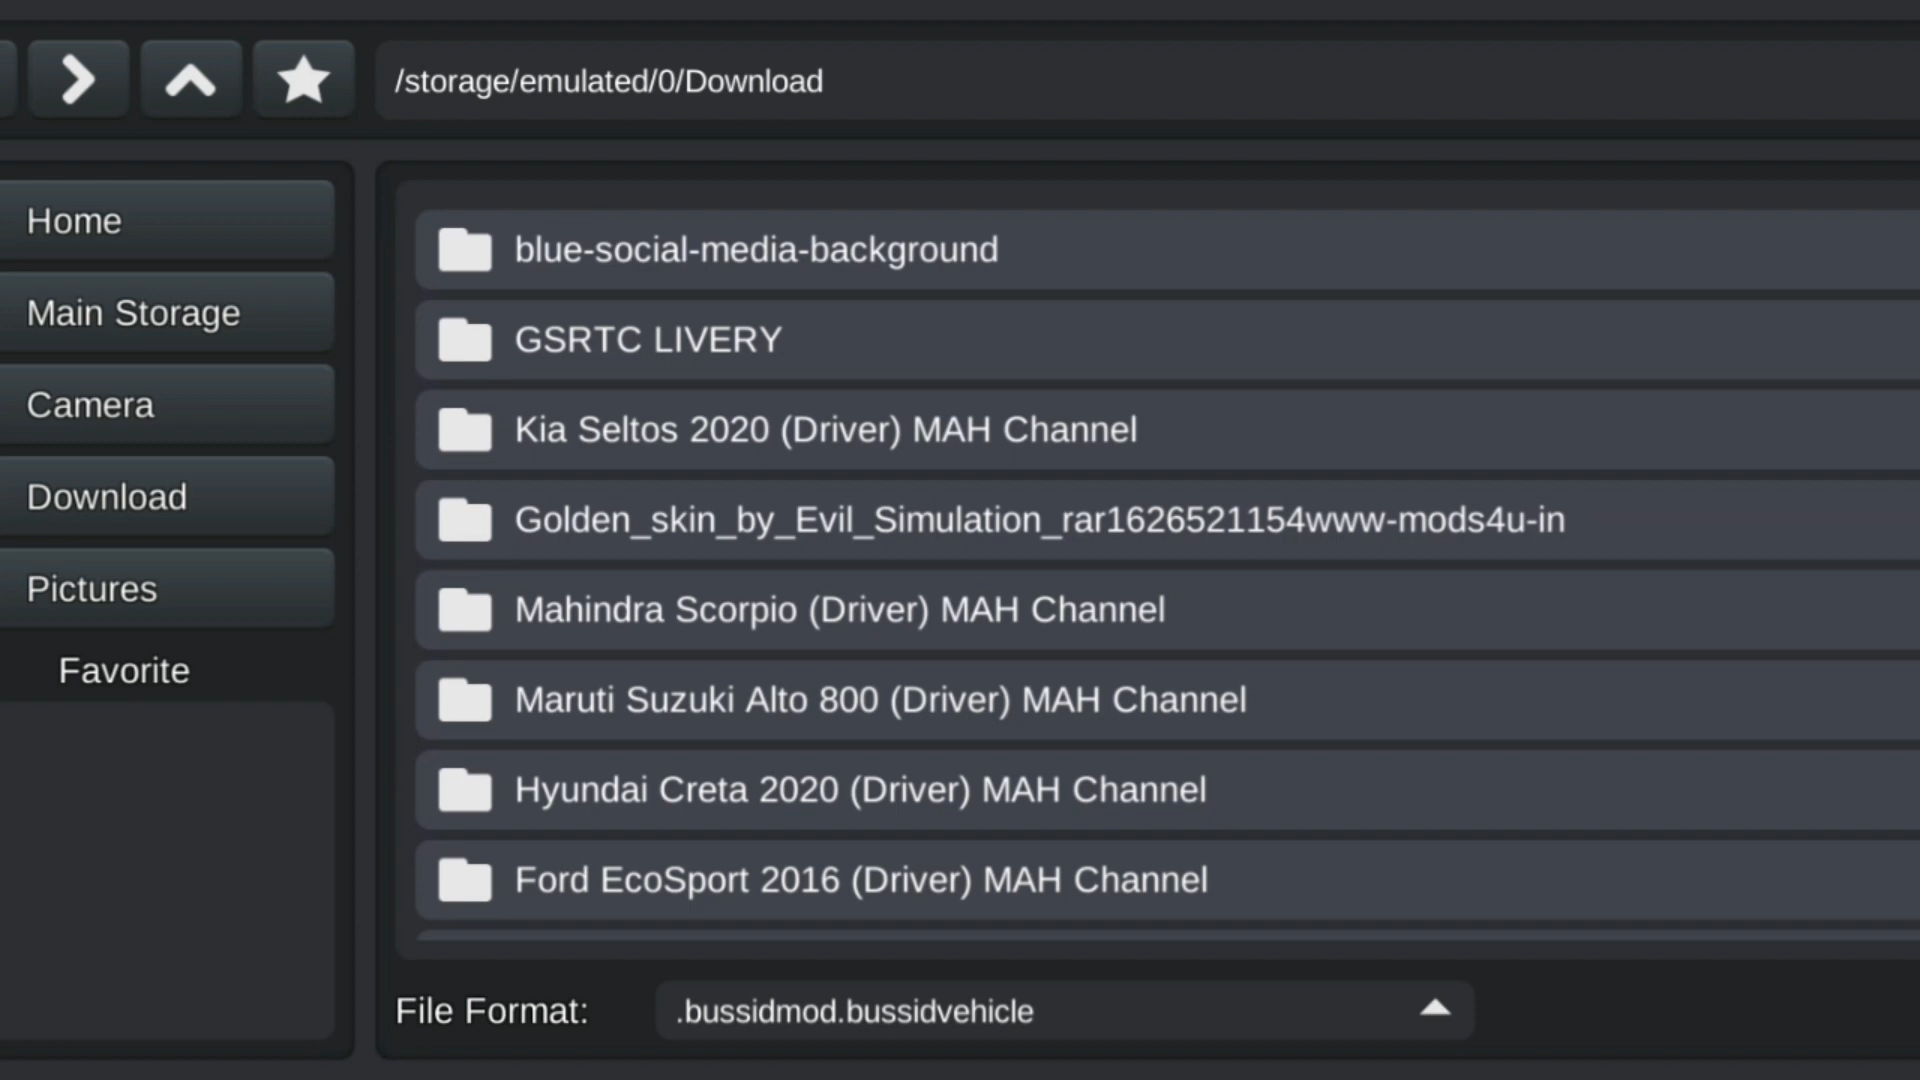 /storage/emulated/0/Download
Home
Main Storage
Camera
Download
Pictures
Favorite
blue-social-media-background
GSRTC LIVERY
Kia Seltos 2020 (Driver) MAH Channel
Golden_skin_by_Evil_Simulation_rar1626521154www-mods4u-in
Mahindra Scorpio (Driver) MAH Channel
Maruti Suzuki Alto 800 (Driver) MAH Channel
Hyundai Creta 2020 (Driver) MAH Channel
Ford EcoSport 2016 (Driver) MAH Channel
File Format: .bussidmod.bussidvehicle